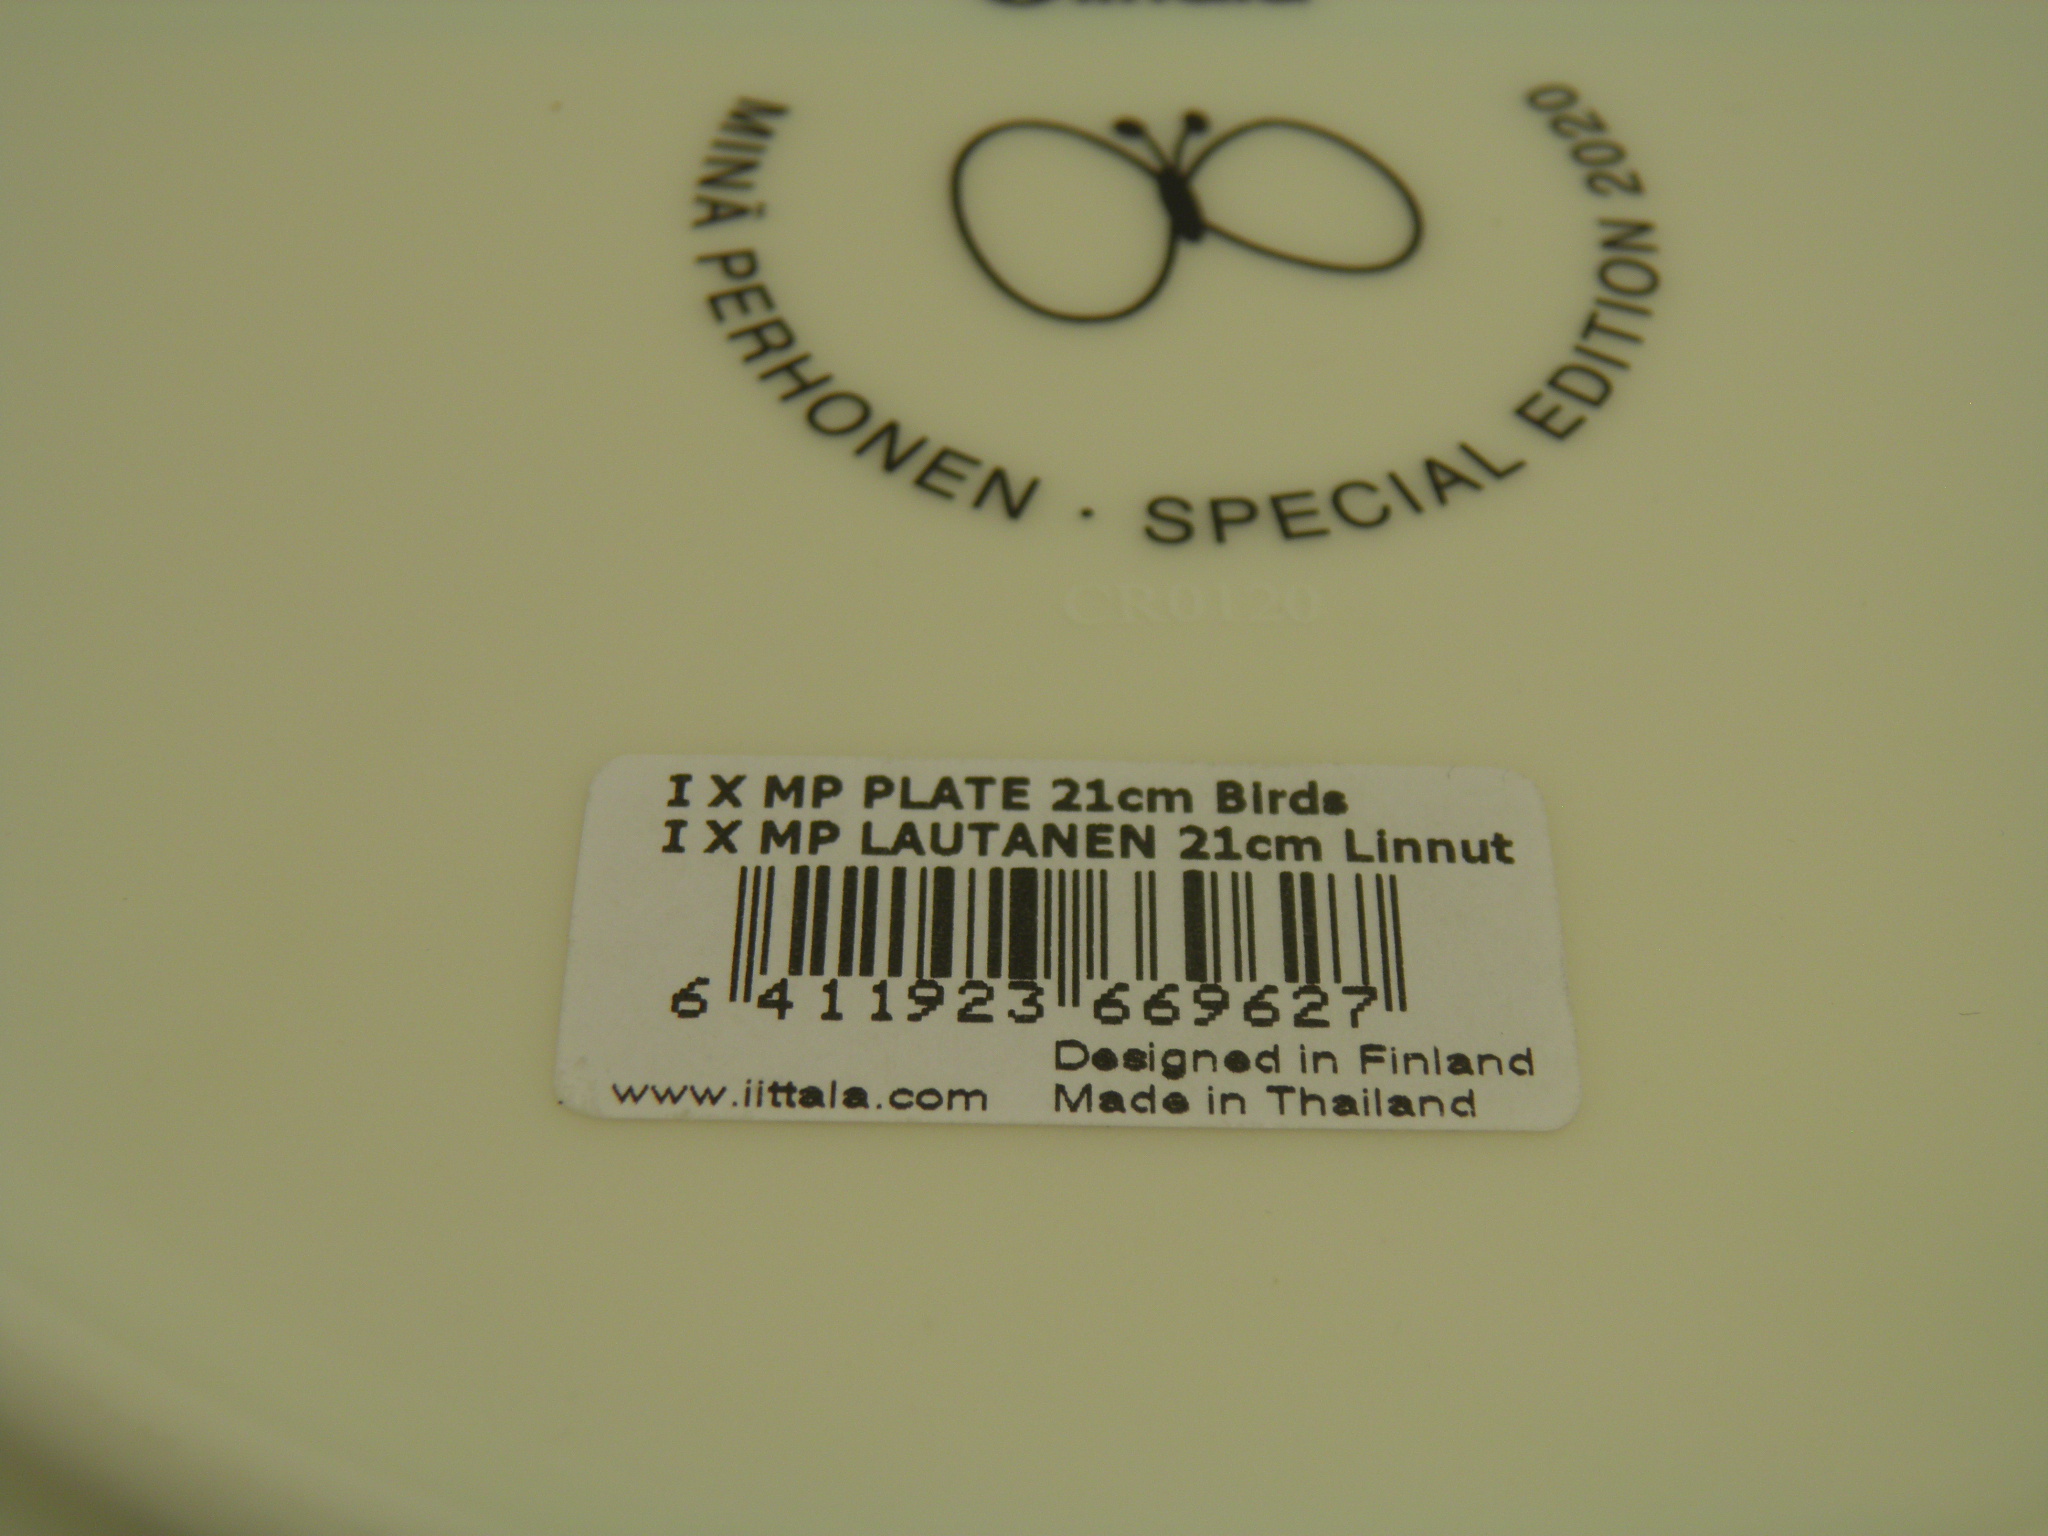 MINÄ PERHONEN · SPECIAL EDITION 2020
CR0120
I X MP PLATE 21cm Birds
I X MP LAUTANEN 21cm Linnut
6 411923 669627
Designed in Finland
www.iittala.com Made in Thailand